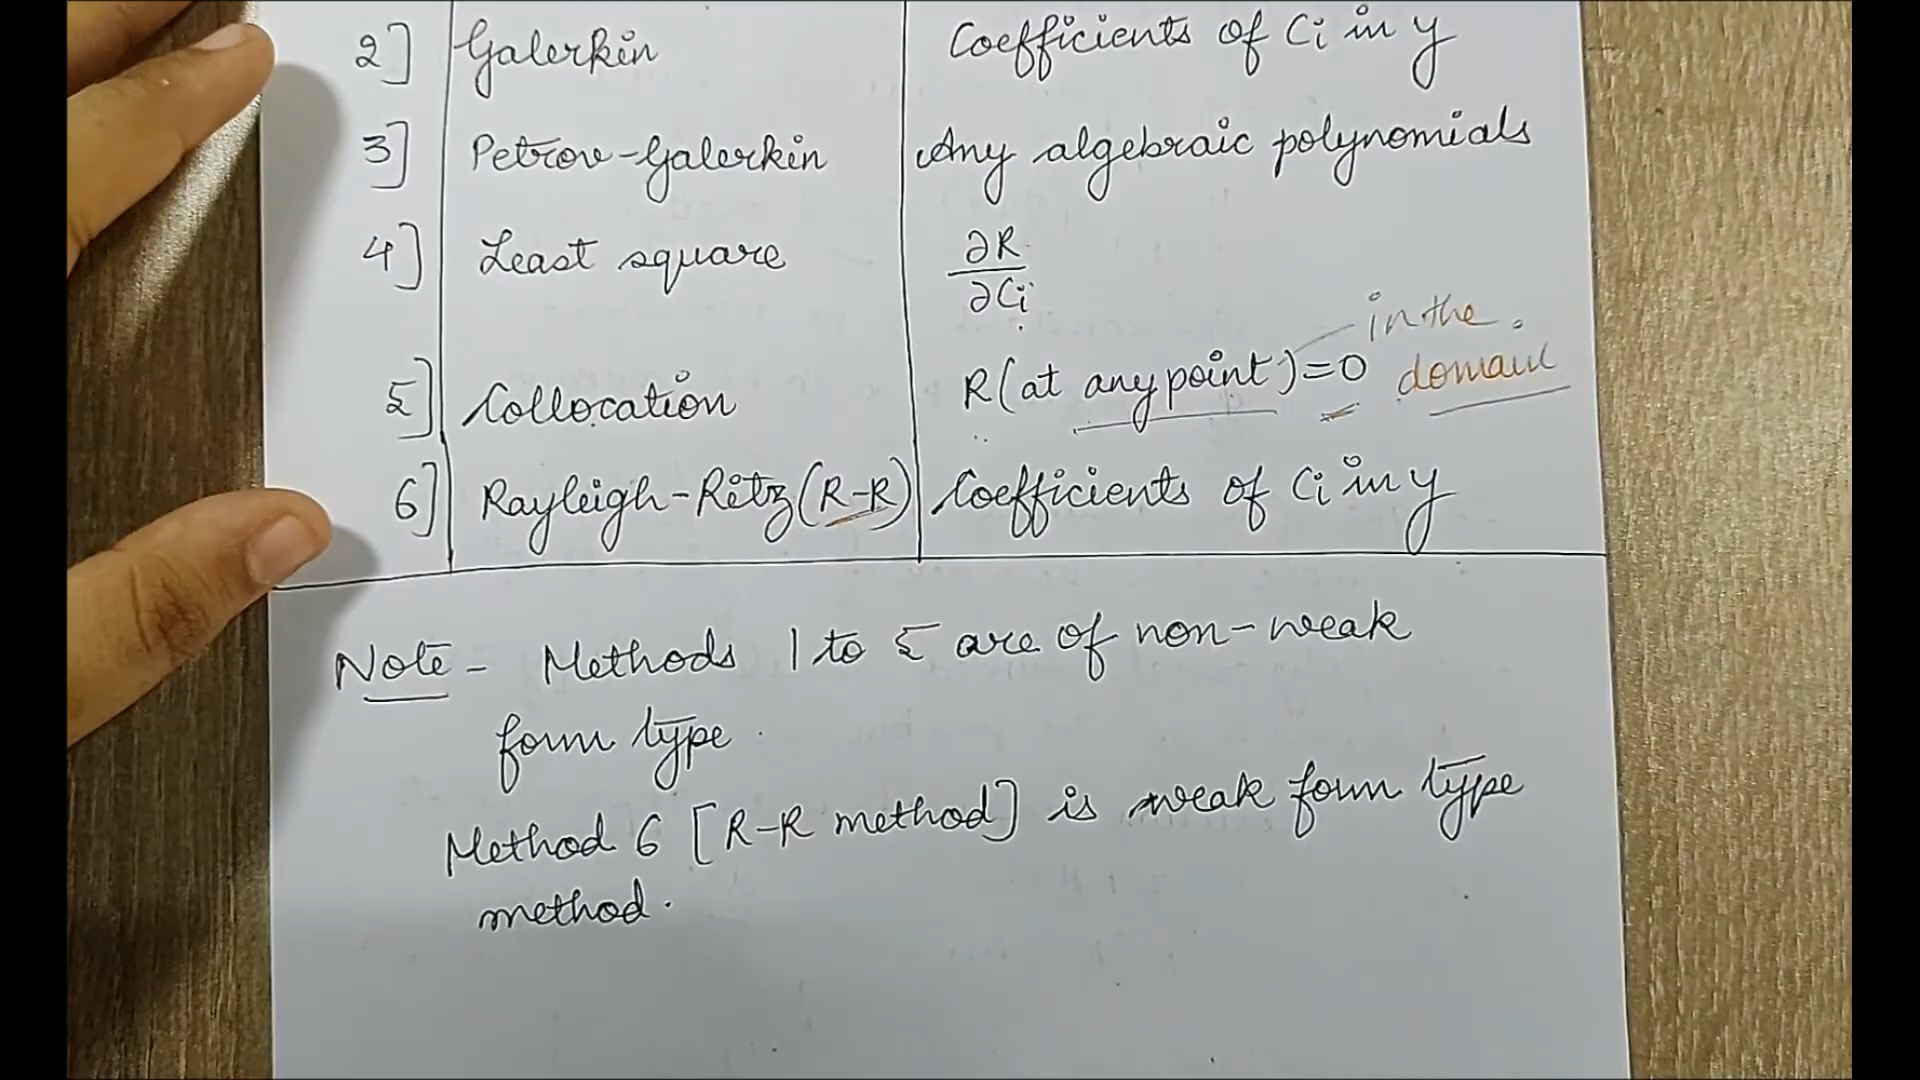 2] Galerkin Coefficients of Ci in y
3] Petrov-Galerkin Any algebraic polynomials
4] Least square ∂R/∂Ci
in the
5] Collocation R(at any point)=0 domain
6] Rayleigh-Ritz(R-R) Coefficients of Ci in y
Note - Methods 1 to 5 are of non-weak
form type.
Method 6 [R-R method] is weak form type
method.